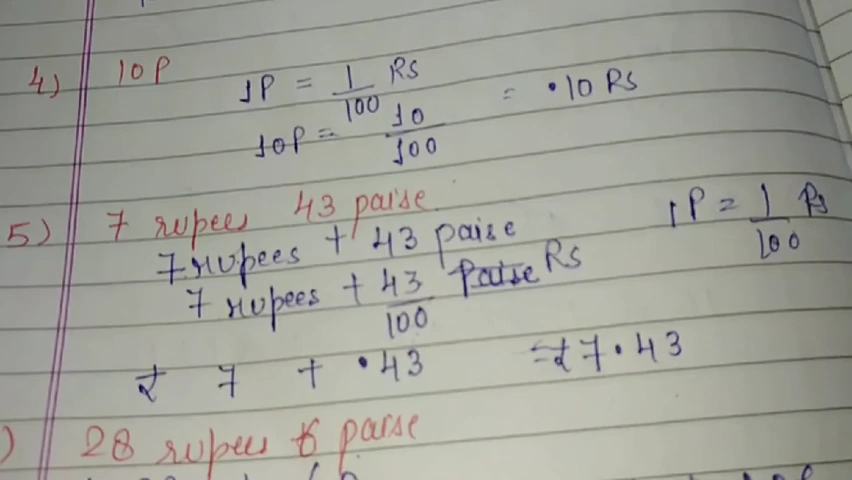 4) 10P
1P = 1/100 Rs
10P = 10/100 = .10 Rs
5) 7 rupees 43 paise
7 rupees + 43 paise 1P = 1/100 Rs
7 rupees + 43/100 Paise Rs
₹ 7 + .43 = ₹ 7.43
) 28 rupees 6 paise